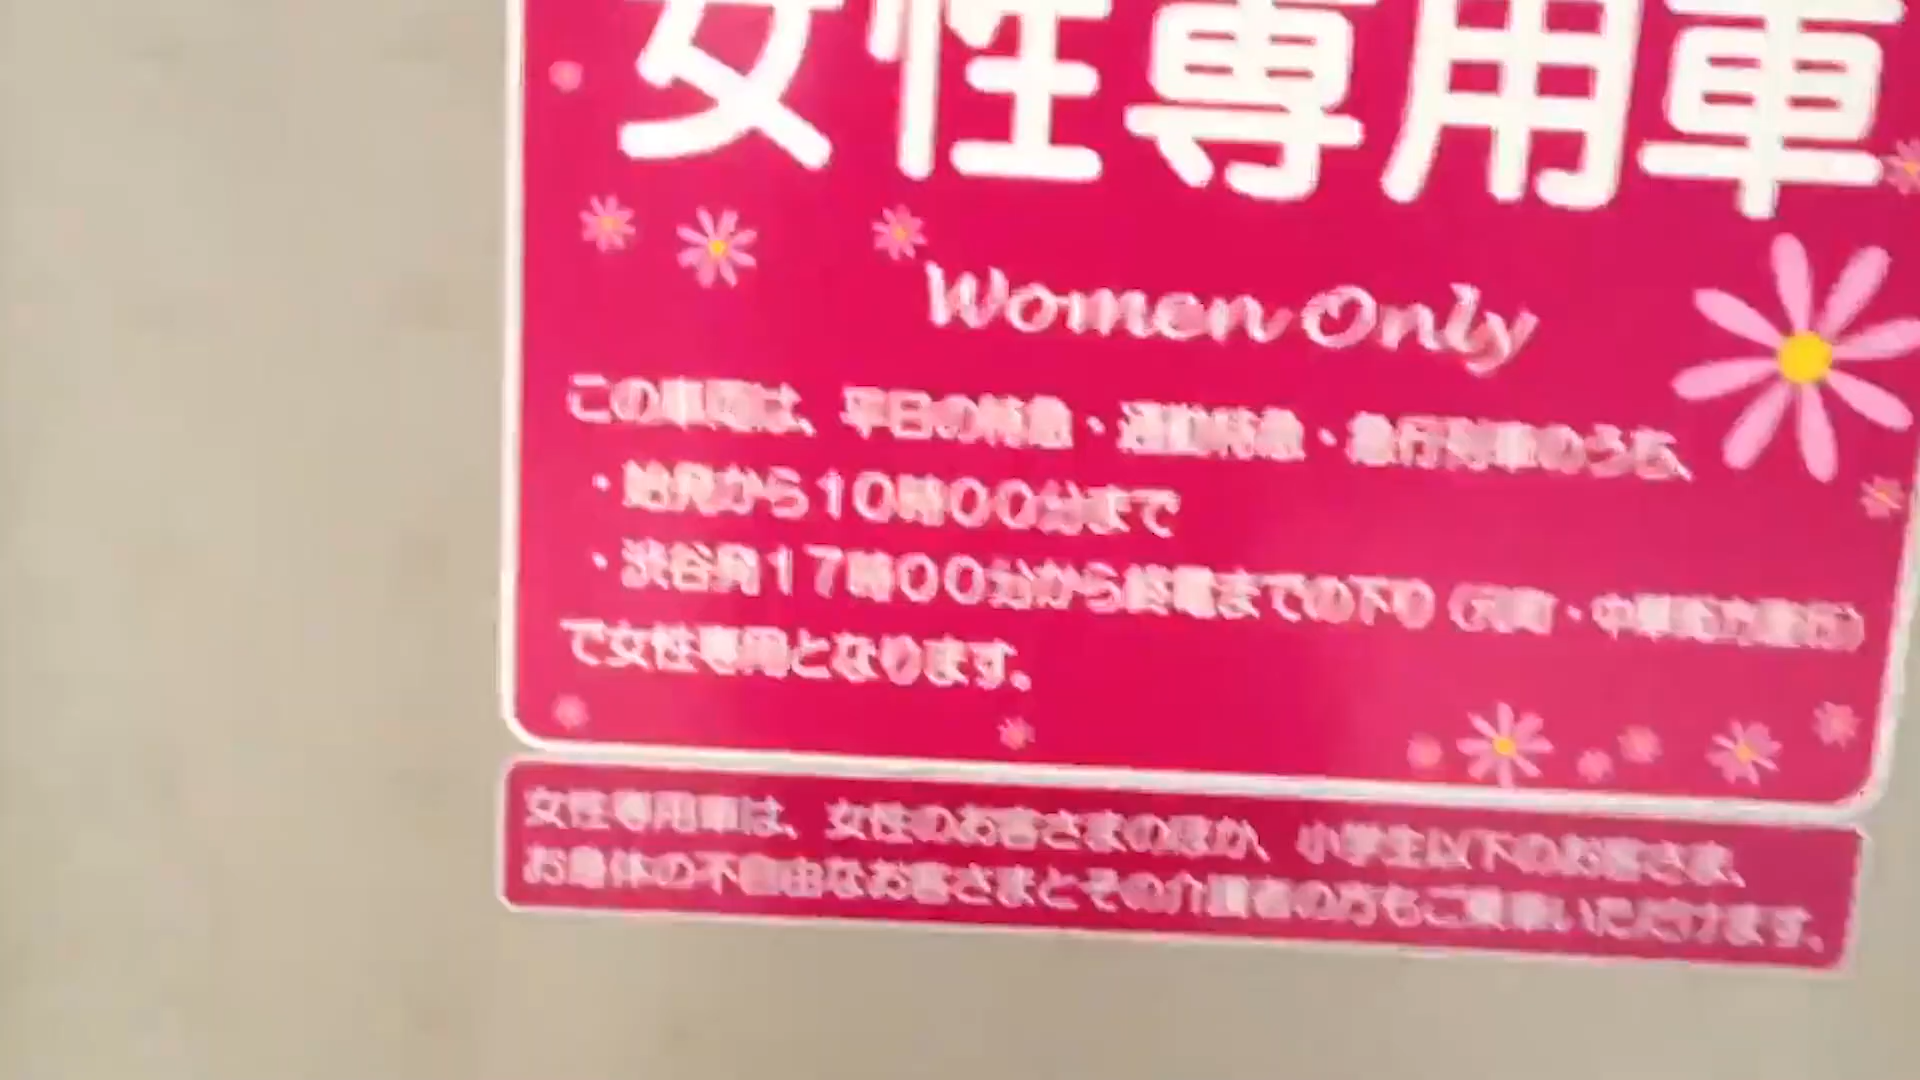 女性専用車
Women Only
この車両は、平日の特急・通勤特急・急行列車のうち、
・始発から10時00分まで
・渋谷発17時00分から終電までの下り（元町・中華街方面行）
で女性専用となります。
女性専用車は、女性のお客さまのほか、小学生以下のお客さま、
お身体の不自由なお客さまとその介護者の方もご乗車いただけます。